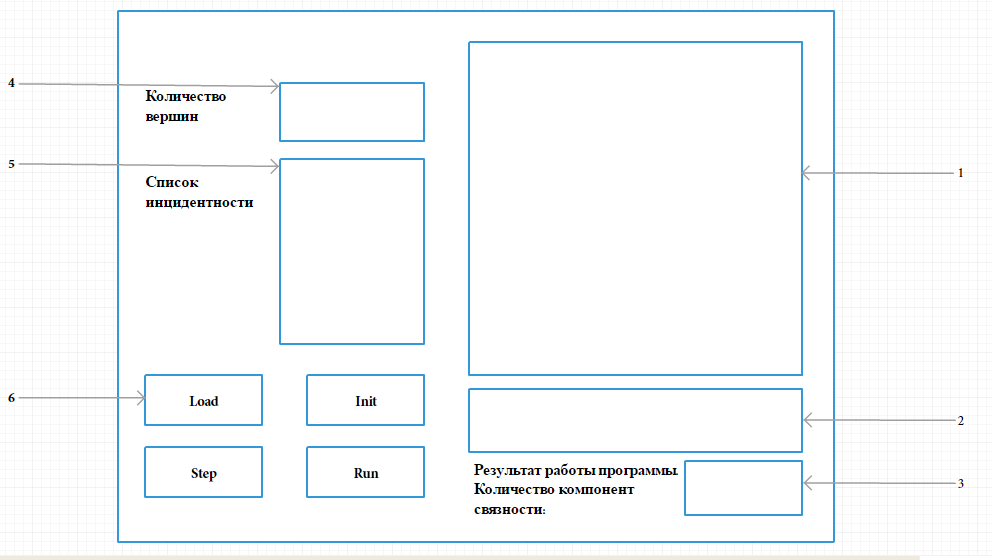 4
Количество
вершин
5
Список
инцидентности
1
6
Load
Init
Step
Run
2
Результат работы программы.
Количество компонент
связности:
3